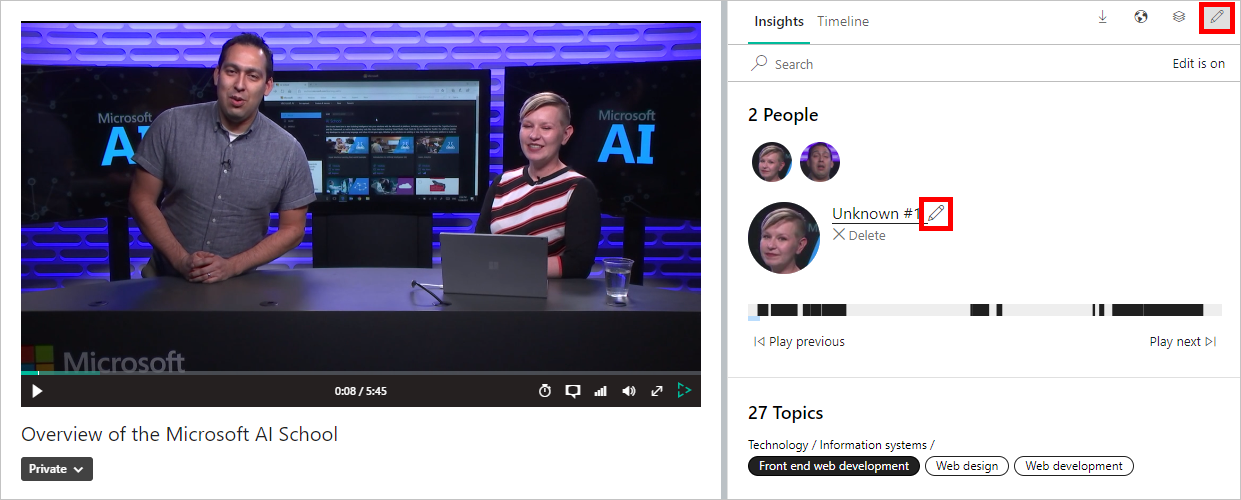 Microsoft
AI
Microsoft
AI
Microsoft
0:08 / 5:45
Overview of the Microsoft AI School
Private
Insights
Timeline
Search
Edit is on
2 People
Unknown #1
Delete
Play previous
Play next
27 Topics
Technology / Information systems /
Front end web development
Web design
Web development